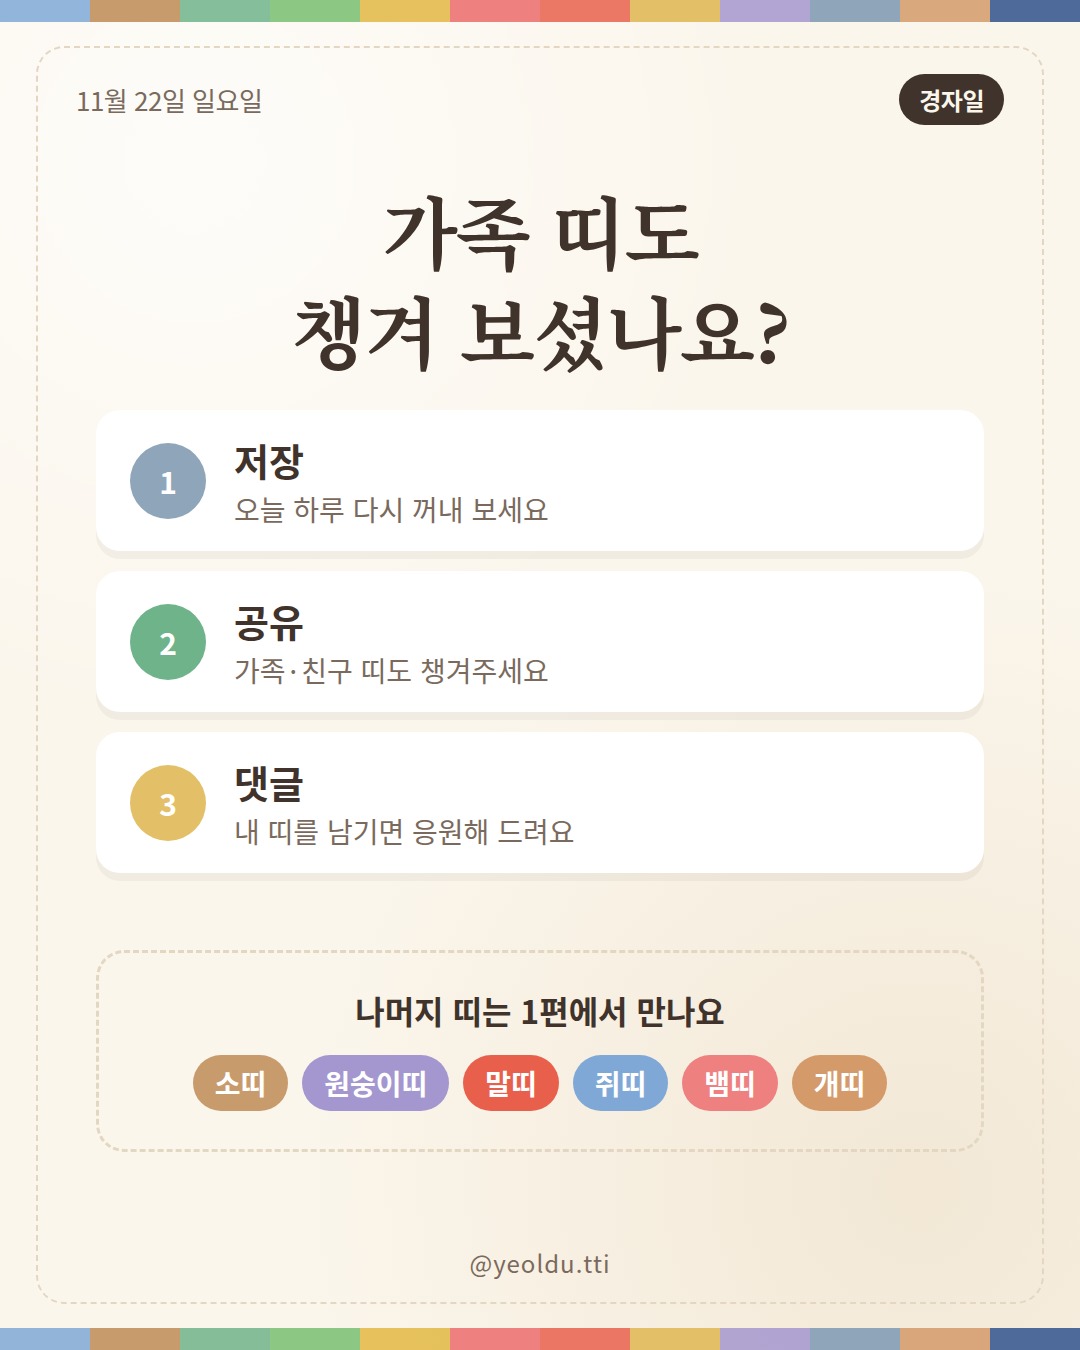 11월 22일 일요일
경자일
가족 띠도
챙겨 보셨나요?
1
저장
오늘 하루 다시 꺼내 보세요
2
공유
가족·친구 띠도 챙겨주세요
3
댓글
내 띠를 남기면 응원해 드려요
나머지 띠는 1편에서 만나요
소띠 원숭이띠 말띠 쥐띠 뱀띠 개띠
@yeoldu.tti